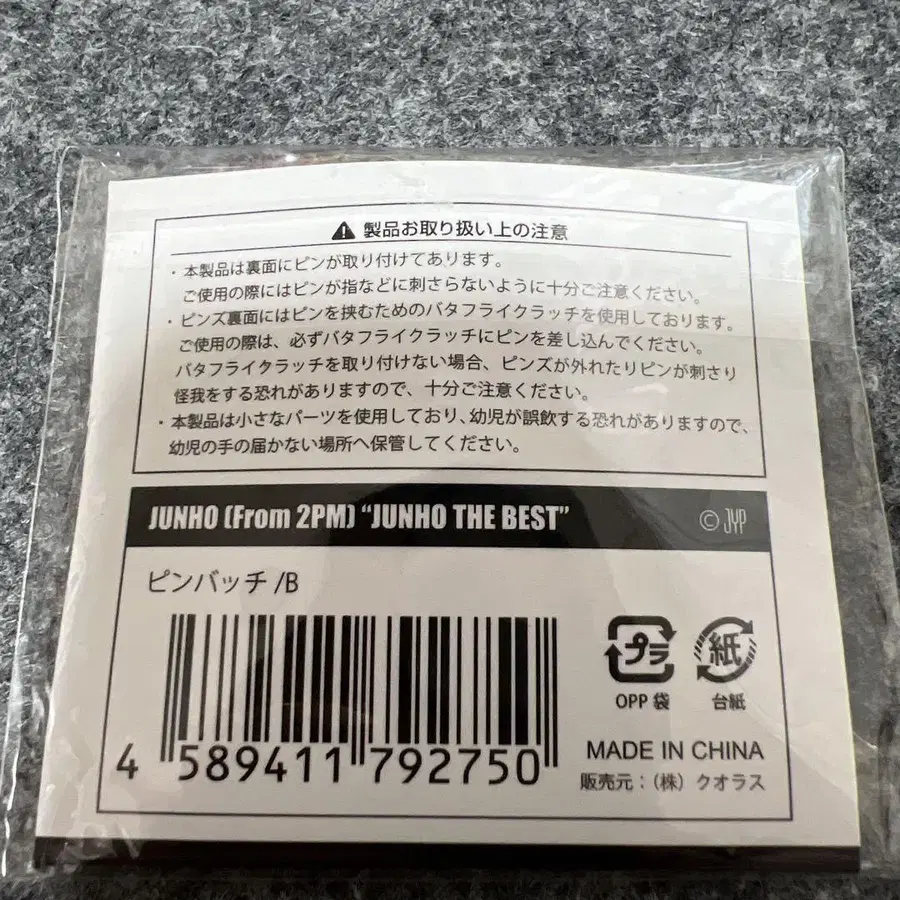 ⚠ 製品お取り扱い上の注意
・本製品は裏面にピンが取り付けてあります。
ご使用の際にはピンが指などに刺さらないように十分ご注意ください。
・ピンズ裏面にはピンを挟むためのバタフライクラッチを使用しております。
ご使用の際は、必ずバタフライクラッチにピンを差し込んでください。
バタフライクラッチを取り付けない場合、ピンズが外れたりピンが刺さり
怪我をする恐れがありますので、十分ご注意ください。
・本製品は小さなパーツを使用しており、幼児が誤飲する恐れがありますので、
幼児の手の届かない場所へ保管してください。
JUNHO (From 2PM) “JUNHO THE BEST” © JYP
ピンバッチ /B
プラ 紙
OPP 袋 台紙
4 589411 792750
MADE IN CHINA
販売元：（株）クオラス